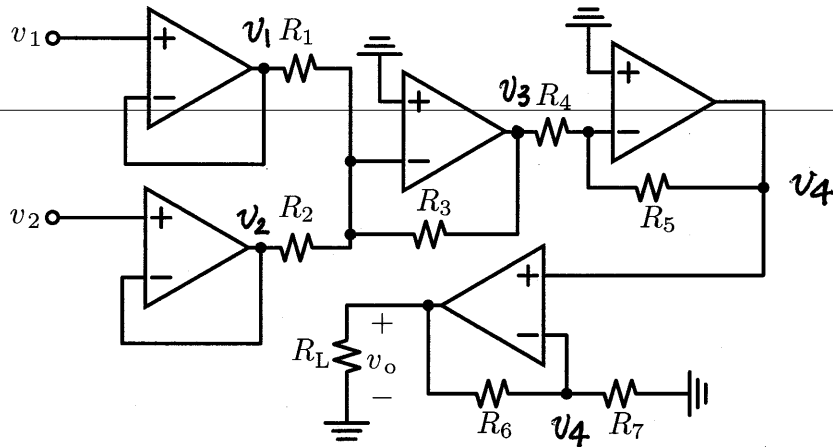 v1 + − v1 R1
+ − v3 R4
+ −
v2 + − v2 R2
R3
R5
v4
+ −
RL + vo −
R6 v4 R7